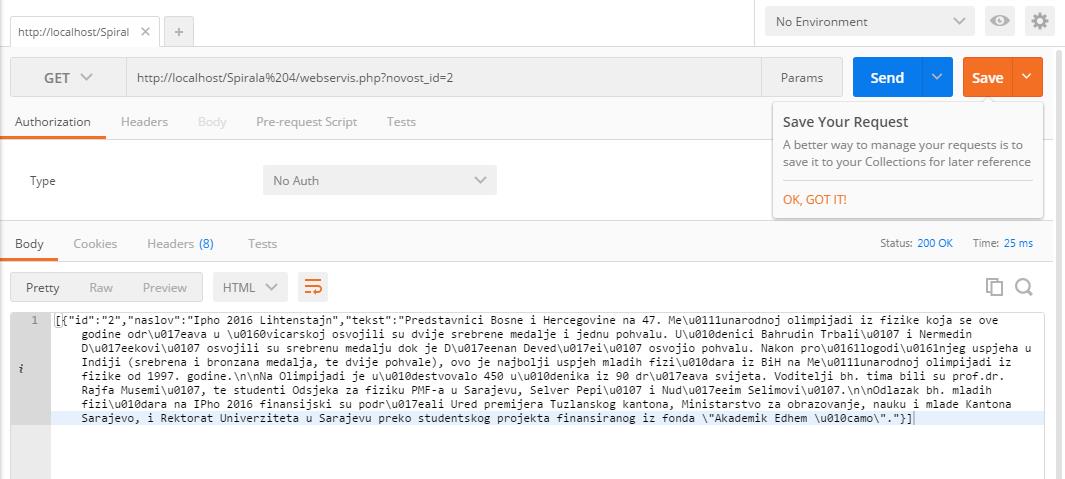 http://localhost/Spiral
No Environment
GET
http://localhost/Spirala%204/webservis.php?novost_id=2
Params
Send
Save
Authorization
Headers
Body
Pre-request Script
Tests
Save Your Request
A better way to manage your requests is to
save it to your Collections for later reference
OK, GOT IT!
Type
No Auth
Body
Cookies
Headers (8)
Tests
Status: 200 OK
Time: 25 ms
Pretty
Raw
Preview
HTML
1
i
[{"id":"2","naslov":"Ipho 2016 Lihtenstajn","tekst":"Predstavnici Bosne i Hercegovine na 47. Me\u0111unarodnoj olimpijadi iz fizike koja se ove
godine odr\u017eava u \u0160vicarskoj osvojili su dvije srebrene medalje i jednu pohvalu. U\u010denici Bahrudin Trbali\u0107 i Nermedin
D\u017eekovi\u0107 osvojili su srebrenu medalju dok je D\u017eenan Deved\u017ei\u0107 osvojio pohvalu. Nakon pro\u0161logodi\u0161njeg uspjeha u
Indiji (srebrena i bronzana medalja, te dvije pohvale), ovo je najbolji uspjeh mladih fizi\u010dara iz BiH na Me\u0111unarodnoj olimpijadi iz
fizike od 1997. godine.\n\nNa Olimpijadi je u\u010destvovalo 450 u\u010denika iz 90 dr\u017eava svijeta. Voditelji bh. tima bili su prof.dr.
Rajfa Musemi\u0107, te studenti Odsjeka za fiziku PMF-a u Sarajevu, Selver Pepi\u0107 i Nud\u017eeim Selimovi\u0107.\n\nOdlazak bh. mladih
fizi\u010dara na IPho 2016 finansijski su podr\u017eali Ured premijera Tuzlanskog kantona, Ministarstvo za obrazovanje, nauku i mlade Kantona
Sarajevo, i Rektorat Univerziteta u Sarajevu preko studentskog projekta finansiranog iz fonda \"Akademik Edhem \u010camo\"."}]